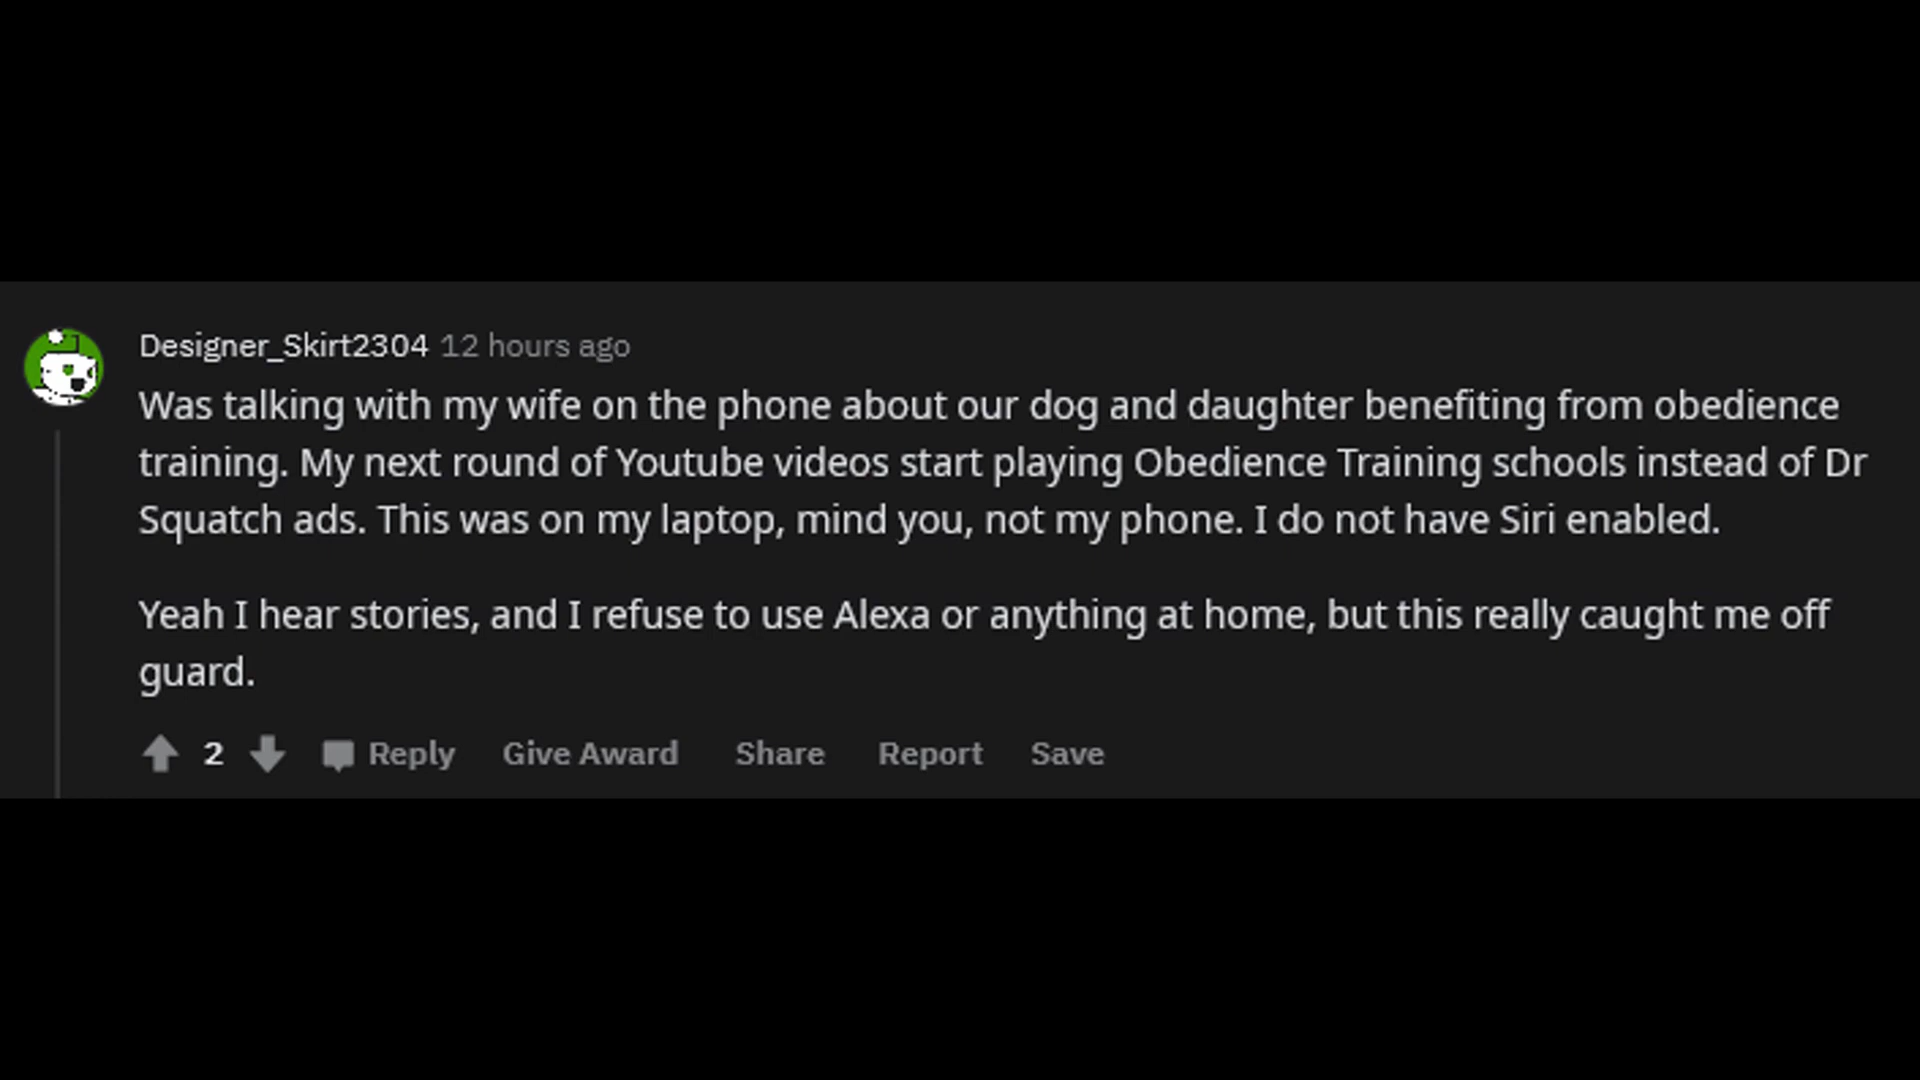 Designer_Skirt2304 12 hours ago
Was talking with my wife on the phone about our dog and daughter benefiting from obedience
training. My next round of Youtube videos start playing Obedience Training schools instead of Dr
Squatch ads. This was on my laptop, mind you, not my phone. I do not have Siri enabled.
Yeah I hear stories, and I refuse to use Alexa or anything at home, but this really caught me off
guard.
2 Reply Give Award Share Report Save